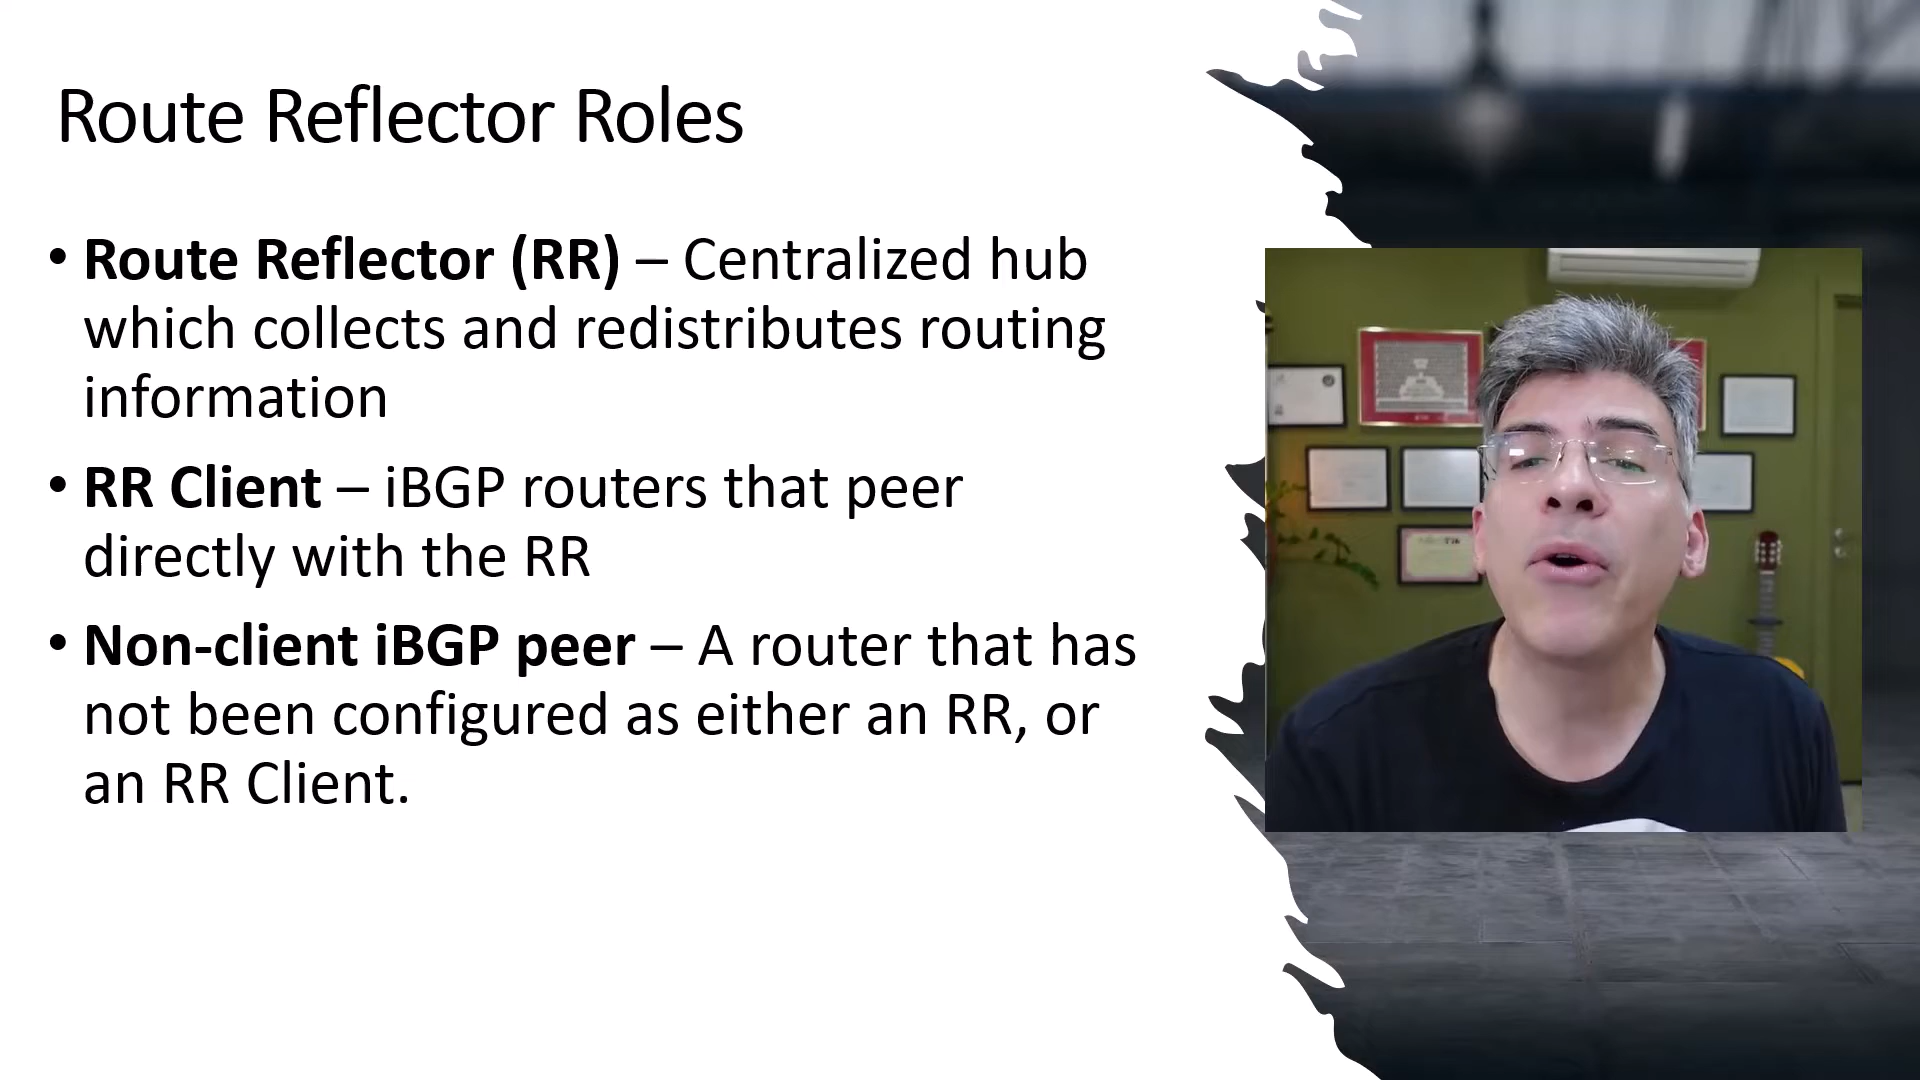 Route Reflector Roles
• Route Reflector (RR) – Centralized hub
which collects and redistributes routing
information
• RR Client – iBGP routers that peer
directly with the RR
• Non-client iBGP peer – A router that has
not been configured as either an RR, or
an RR Client.